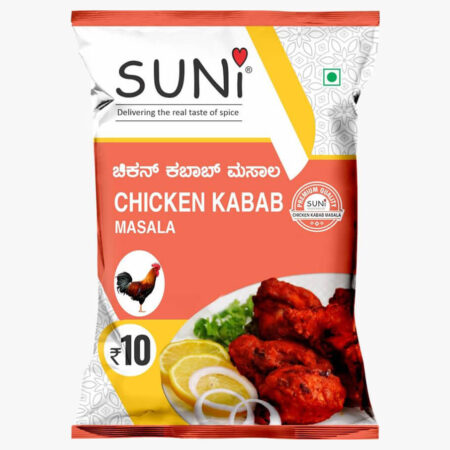 SUNi®
Delivering the real taste of spice
ಚಿಕನ್ ಕಬಾಬ್ ಮಸಾಲ
CHICKEN KABAB
MASALA
PREMIUM QUALITY
SUNi
CHICKEN KABAB MASALA
₹10